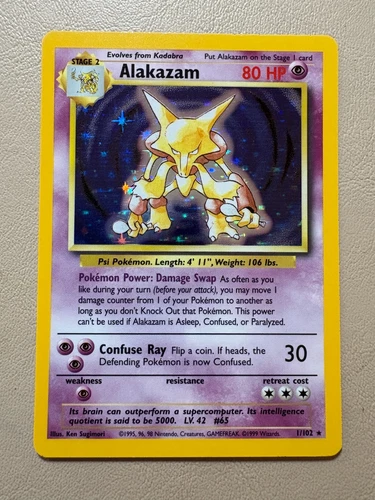 Evolves from Kadabra Put Alakazam on the Stage 1 card
STAGE 2 Alakazam 80 HP
Psi Pokémon. Length: 4' 11", Weight: 106 lbs.
Pokémon Power: Damage Swap As often as you
like during your turn (before your attack), you may move 1
damage counter from 1 of your Pokémon to another as
long as you don't Knock Out that Pokémon. This power
can't be used if Alakazam is Asleep, Confused, or Paralyzed.
Confuse Ray Flip a coin. If heads, the 30
Defending Pokémon is now Confused.
weakness resistance retreat cost
Its brain can outperform a supercomputer. Its intelligence
quotient is said to be 5000. LV. 42 #65
Illus. Ken Sugimori ©1995, 96, 98 Nintendo, Creatures, GAMEFREAK. ©1999 Wizards. 1/102 ★